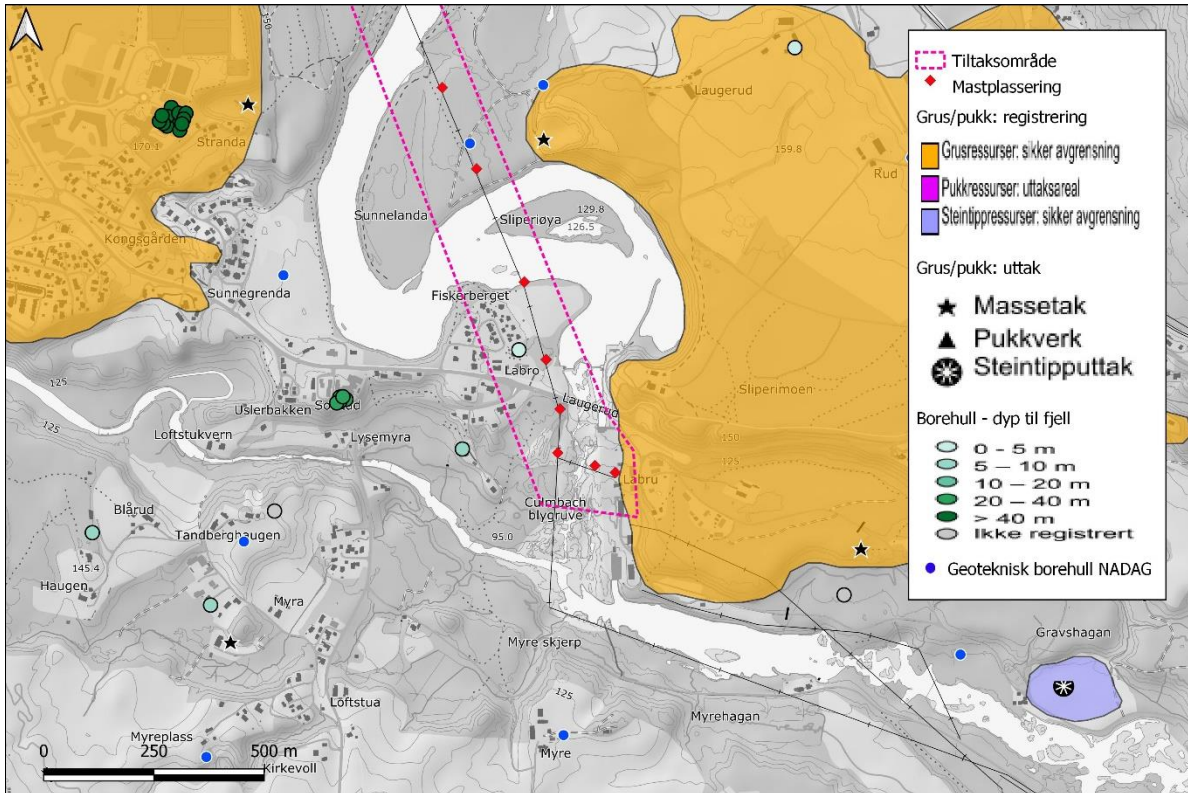 150
Laugerud
Tiltaksområde
Mastplassering
Grus/pukk: registrering
Grusressurser: sikker avgrensning
Pukkressurser: uttaksareal
Steintippressurser: sikker avgrensning
Grus/pukk: uttak
Massetak
Pukkverk
Steintipputtak
Borehull - dyp til fjell
0 - 5 m
5 – 10 m
10 – 20 m
20 – 40 m
> 40 m
Ikke registrert
Geoteknisk borehull NADAG
170.1
Stranda
159.8
Rud
Sunnelanda
Sliperiøya
129.8
126.5
Kongsgården
Sunnegrenda
Fiskerberget
Labro
125
Uslerbakken
Laugerud
Sliperimoen
125
Loftstukvern
Lysemyra
150
125
Labru
Culmbach
blygruve
Blårud
Tandberghaugen
95.0
Haugen
145.4
Myra
Myre skjerp
Gravshagan
Loftstua
125
Myrehagan
Myreplass
Myre
0
250
500 m
Kirkevoll